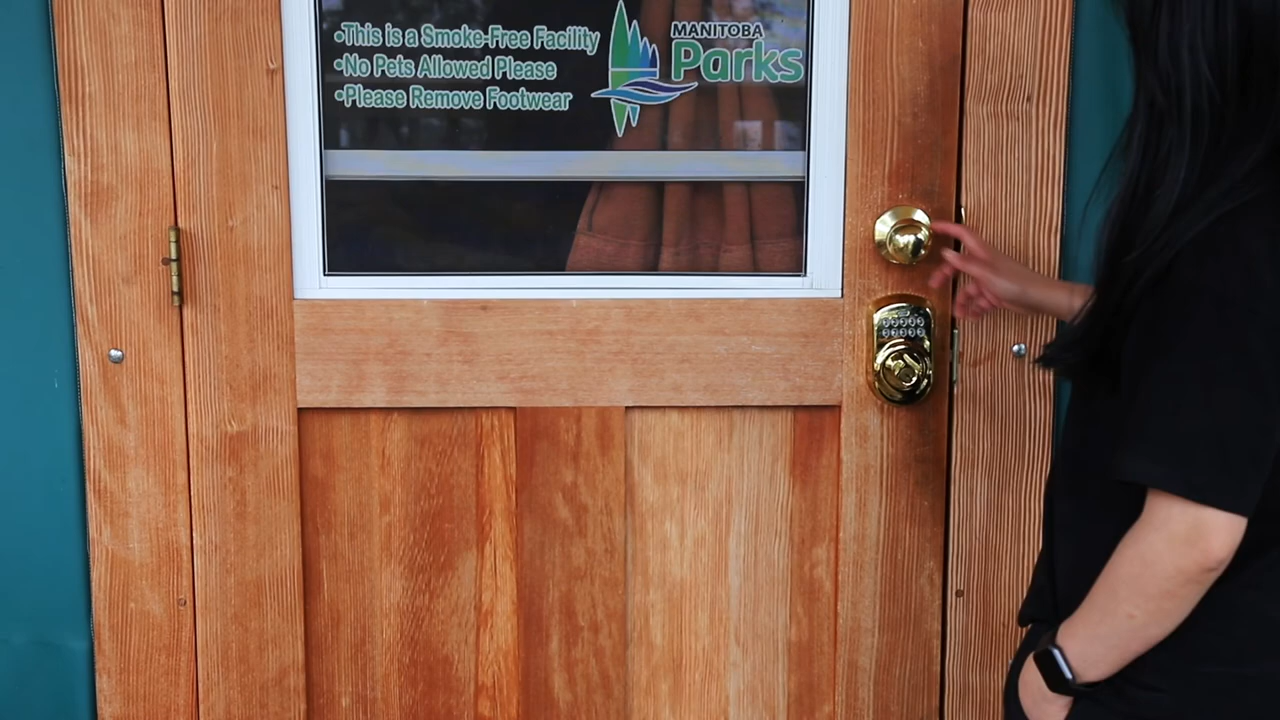 •This is a Smoke-Free Facility
•No Pets Allowed Please
•Please Remove Footwear
MANITOBA
Parks